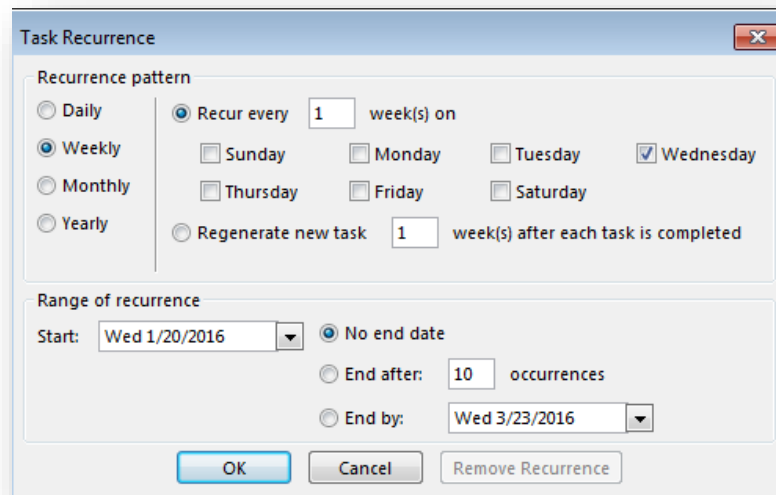 Task Recurrence
Recurrence pattern
Daily
Weekly
Monthly
Yearly
Recur every 1 week(s) on
Sunday Monday Tuesday Wednesday
Thursday Friday Saturday
Regenerate new task 1 week(s) after each task is completed
Range of recurrence
Start: Wed 1/20/2016
No end date
End after: 10 occurrences
End by: Wed 3/23/2016
OK Cancel Remove Recurrence